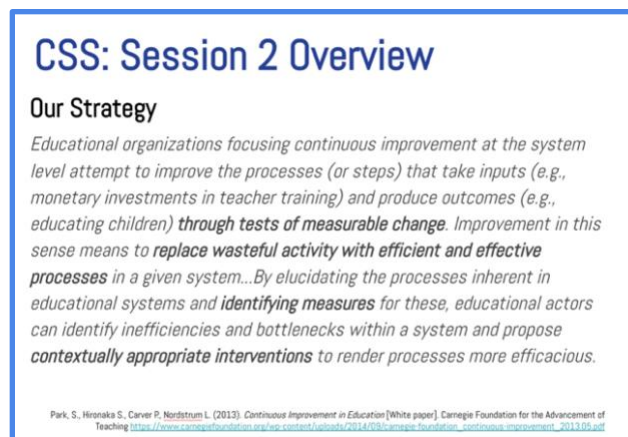 CSS: Session 2 Overview
Our Strategy
Educational organizations focusing continuous improvement at the system
level attempt to improve the processes (or steps) that take inputs (e.g.,
monetary investments in teacher training) and produce outcomes (e.g.,
educating children) through tests of measurable change. Improvement in this
sense means to replace wasteful activity with efficient and effective
processes in a given system...By elucidating the processes inherent in
educational systems and identifying measures for these, educational actors
can identify inefficiencies and bottlenecks within a system and propose
contextually appropriate interventions to render processes more efficacious.
Park, S., Hironaka S., Carver P., Nordstrum L. (2013). Continuous Improvement in Education [White paper]. Carnegie Foundation for the Advancement of
Teaching https://www.carnegiefoundation.org/wp-content/uploads/2014/09/carnegie-foundation_continuous-improvement_2013.05.pdf